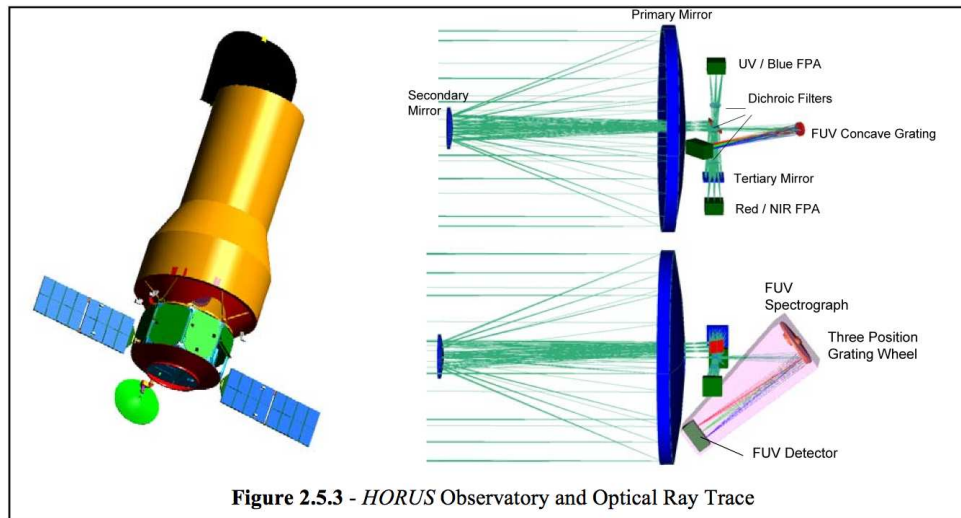 Primary Mirror
UV / Blue FPA
Secondary
Mirror
Dichroic Filters
FUV Concave Grating
Tertiary Mirror
Red / NIR FPA
FUV
Spectrograph
Three Position
Grating Wheel
FUV Detector
Figure 2.5.3 - HORUS Observatory and Optical Ray Trace